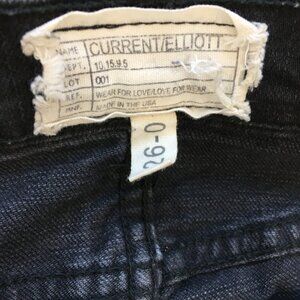 NAME CURRENT/ELLIOTT
DEPT. 10.15.9.5
LOT 001
REF. WEAR FOR LOVE/LOVE FOR WEAR
MADE IN THE USA
26-0